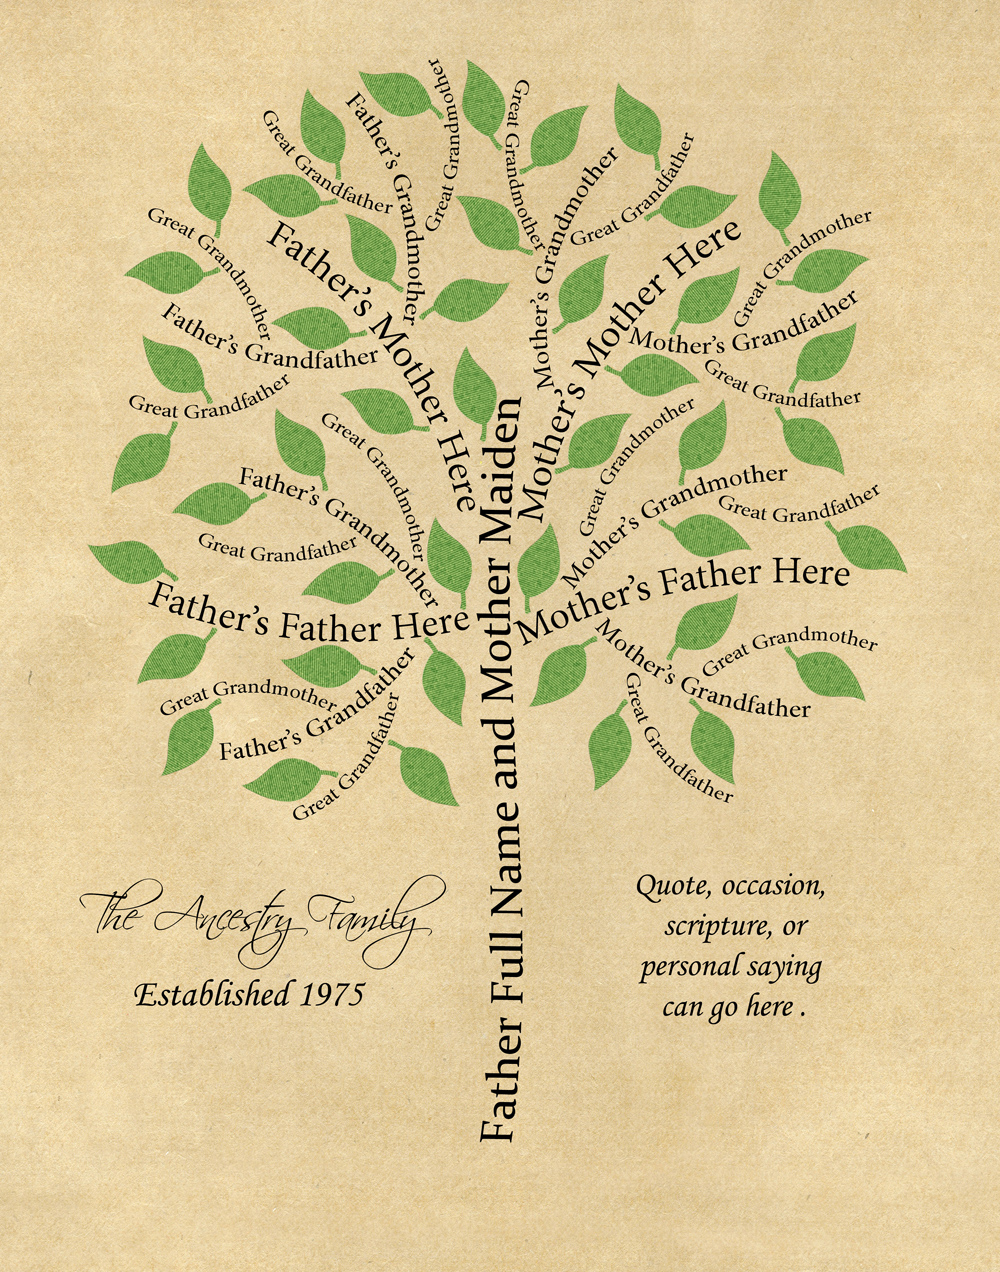 Great Grandmother
Great Grandmother
Father's Grandmother
Great Grandfather
Father's Mother Here
Great Grandmother
Father's Grandfather
Great Grandfather
Mother's Grandmother
Great Grandfather
Mother's Mother Here
Great Grandmother
Mother's Grandfather
Great Grandfather
Great Grandmother
Father's Grandmother
Great Grandfather
Father's Father Here
Great Grandmother
Father's Grandfather
Great Grandfather
Great Grandmother
Mother's Grandmother
Great Grandfather
Mother's Father Here
Great Grandmother
Mother's Grandfather
Great Grandfather
Father Full Name and Mother Maiden
The Ancestry Family
Established 1975
Quote, occasion,
scripture, or
personal saying
can go here .